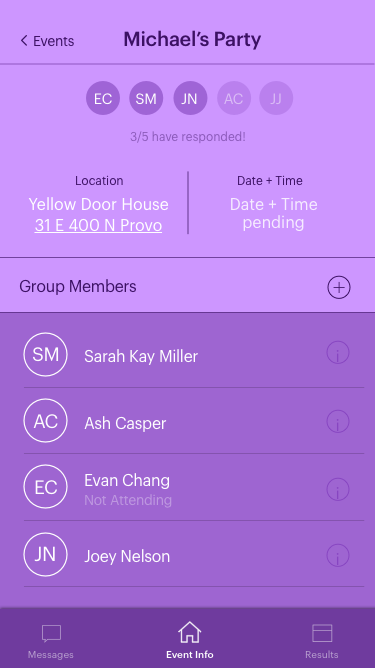 Events
Michael's Party
EC SM JN AC JJ
3/5 have responded!
Location
Yellow Door House
31 E 400 N Provo
Date + Time
Date + Time
pending
Group Members
SM Sarah Kay Miller
AC Ash Casper
EC Evan Chang
Not Attending
JN Joey Nelson
Messages Event Info Results